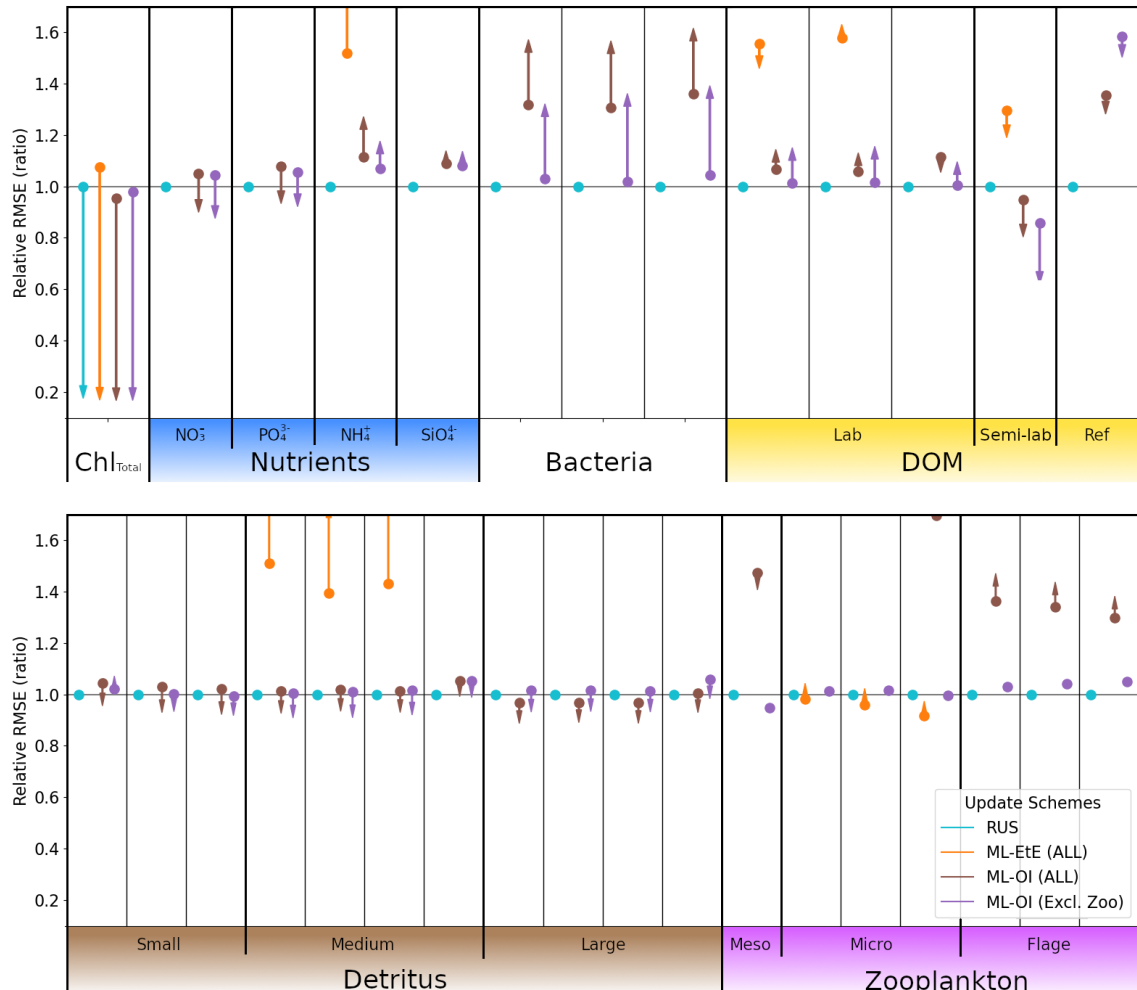 Relative RMSE (ratio)
1.6
1.4
1.2
1.0
0.8
0.6
0.4
0.2
NO₃⁻ PO₄³⁻ NH₄⁺ SiO₄⁴⁻ Lab Semi-lab Ref
Chl Total Nutrients Bacteria DOM
Relative RMSE (ratio)
1.6
1.4
1.2
1.0
0.8
0.6
0.4
0.2
Update Schemes
RUS
ML-EtE (ALL)
ML-OI (ALL)
ML-OI (Excl. Zoo)
Small Medium Large Meso Micro Flage
Detritus Zooplankton